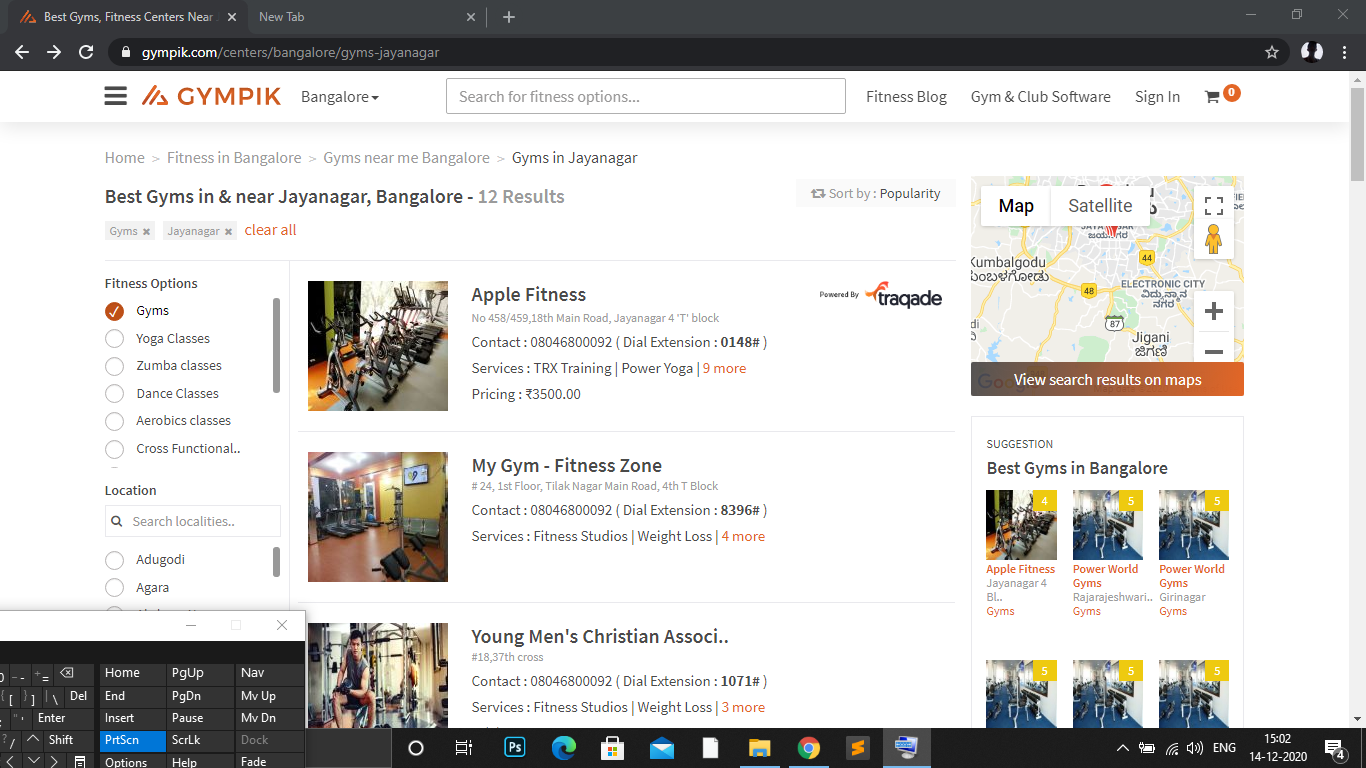 Best Gyms, Fitness Centers Near
New Tab
gympik.com/centers/bangalore/gyms-jayanagar
GYMPIK
Bangalore
Search for fitness options...
Fitness Blog
Gym & Club Software
Sign In
0
Home > Fitness in Bangalore > Gyms near me Bangalore > Gyms in Jayanagar
Best Gyms in & near Jayanagar, Bangalore - 12 Results
Sort by : Popularity
Gyms
Jayanagar
clear all
Fitness Options
Gyms
Yoga Classes
Zumba classes
Dance Classes
Aerobics classes
Cross Functional..
Location
Search localities..
Adugodi
Agara
Apple Fitness
Powered By traqade
No 458/459,18th Main Road, Jayanagar 4 'T' block
Contact : 08046800092 ( Dial Extension : 0148# )
Services : TRX Training | Power Yoga | 9 more
Pricing : ₹3500.00
My Gym - Fitness Zone
# 24, 1st Floor, Tilak Nagar Main Road, 4th T Block
Contact : 08046800092 ( Dial Extension : 8396# )
Services : Fitness Studios | Weight Loss | 4 more
Young Men's Christian Associ..
#18,37th cross
Contact : 08046800092 ( Dial Extension : 1071# )
Services : Fitness Studios | Weight Loss | 3 more
Map
Satellite
44
Kumbalgodu
48
ELECTRONIC CITY
87
Jigani
ಜಿಗಣಿ
View search results on maps
SUGGESTION
Best Gyms in Bangalore
4
5
5
Apple Fitness
Jayanagar 4
Bl..
Gyms
Power World
Gyms
Rajarajeshwari..
Gyms
Power World
Gyms
Girinagar
Gyms
5
5
5
Home PgUp Nav
Del End PgDn Mv Up
Enter Insert Pause Mv Dn
Shift PrtScn ScrLk Dock
Options Help Fade
Ps
ENG
15:02
14-12-2020
4